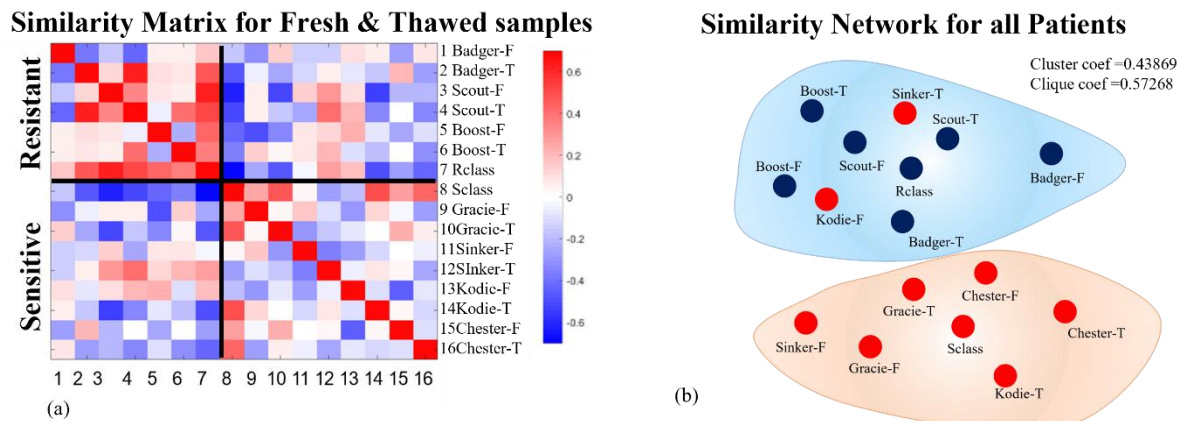 Similarity Matrix for Fresh & Thawed samples
Resistant
Sensitive
1 Badger-F
2 Badger-T
3 Scout-F
4 Scout-T
5 Boost-F
6 Boost-T
7 Rclass
8 Sclass
9 Gracie-F
10Gracie-T
11Sinker-F
12SInker-T
13Kodie-F
14Kodie-T
15Chester-F
16Chester-T
0.6
0.4
0.2
0
-0.2
-0.4
-0.6
1 2 3 4 5 6 7 8 9 10 11 12 13 14 15 16
(a)
Similarity Network for all Patients
Cluster coef =0.43869
Clique coef =0.57268
Boost-T
Sinker-T
Scout-T
Boost-F
Scout-F
Rclass
Badger-F
Kodie-F
Badger-T
Chester-F
Gracie-T
Chester-T
Sinker-F
Sclass
Gracie-F
Kodie-T
(b)